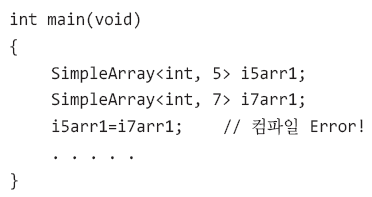 int main(void)
{
    SimpleArray<int, 5> i5arr1;
    SimpleArray<int, 7> i7arr1;
    i5arr1=i7arr1;    // 컴파일 Error!
    . . . . .
}